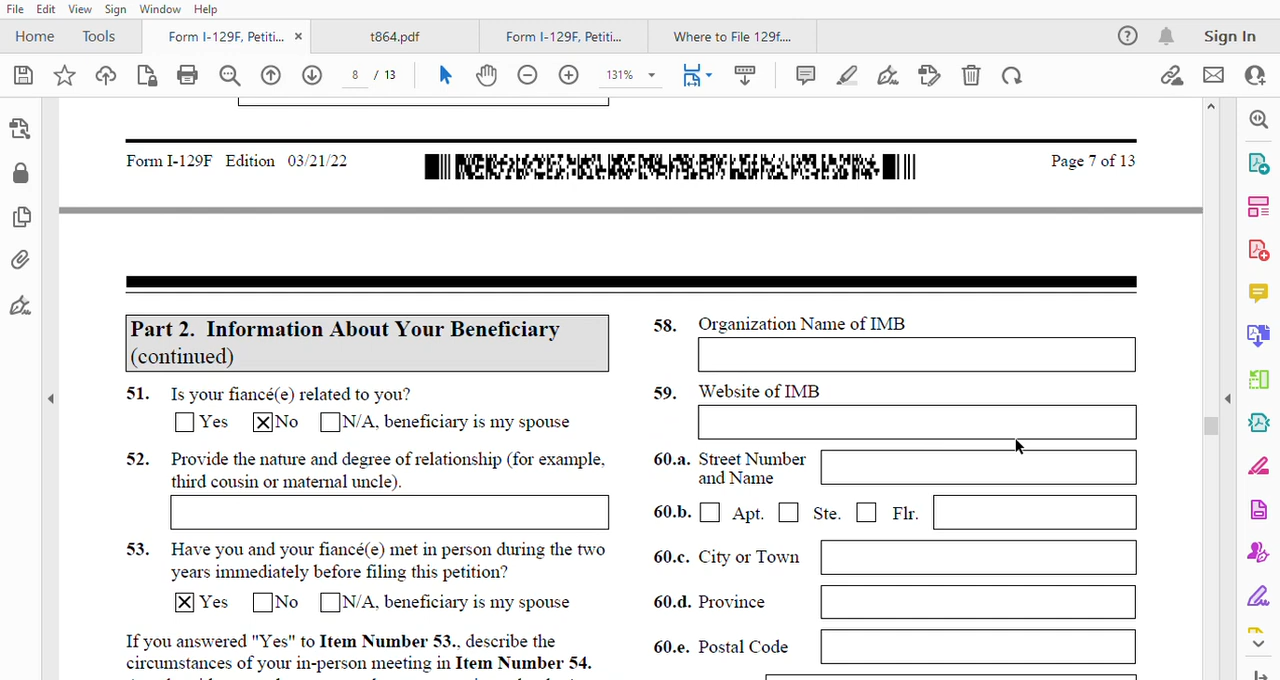 File Edit View Sign Window Help
Home Tools Form I-129F, Petiti... × t864.pdf Form I-129F, Petiti... Where to File 129f.... Sign In
8 / 13 131%
Form I-129F Edition 03/21/22 Page 7 of 13
Part 2. Information About Your Beneficiary
(continued)
51. Is your fiancé(e) related to you?
Yes No N/A, beneficiary is my spouse
52. Provide the nature and degree of relationship (for example,
third cousin or maternal uncle).
53. Have you and your fiancé(e) met in person during the two
years immediately before filing this petition?
Yes No N/A, beneficiary is my spouse
If you answered "Yes" to Item Number 53., describe the
circumstances of your in-person meeting in Item Number 54.
58. Organization Name of IMB
59. Website of IMB
60.a. Street Number
and Name
60.b. Apt. Ste. Flr.
60.c. City or Town
60.d. Province
60.e. Postal Code